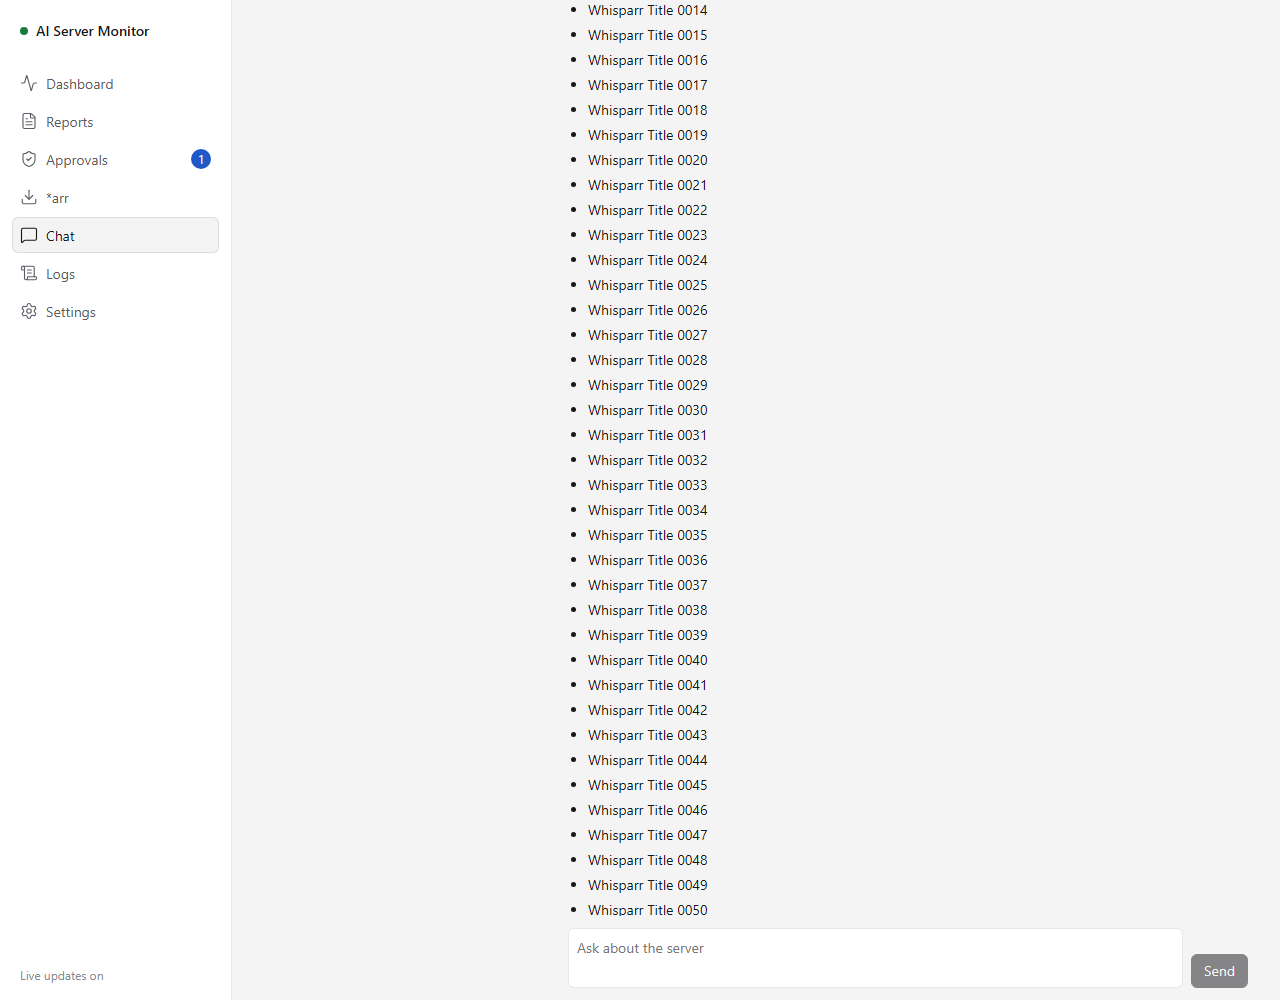 AI Server Monitor
Dashboard
Reports
Approvals 1
*arr
Chat
Logs
Settings
Live updates on
Whisparr Title 0014
Whisparr Title 0015
Whisparr Title 0016
Whisparr Title 0017
Whisparr Title 0018
Whisparr Title 0019
Whisparr Title 0020
Whisparr Title 0021
Whisparr Title 0022
Whisparr Title 0023
Whisparr Title 0024
Whisparr Title 0025
Whisparr Title 0026
Whisparr Title 0027
Whisparr Title 0028
Whisparr Title 0029
Whisparr Title 0030
Whisparr Title 0031
Whisparr Title 0032
Whisparr Title 0033
Whisparr Title 0034
Whisparr Title 0035
Whisparr Title 0036
Whisparr Title 0037
Whisparr Title 0038
Whisparr Title 0039
Whisparr Title 0040
Whisparr Title 0041
Whisparr Title 0042
Whisparr Title 0043
Whisparr Title 0044
Whisparr Title 0045
Whisparr Title 0046
Whisparr Title 0047
Whisparr Title 0048
Whisparr Title 0049
Whisparr Title 0050
Ask about the server
Send